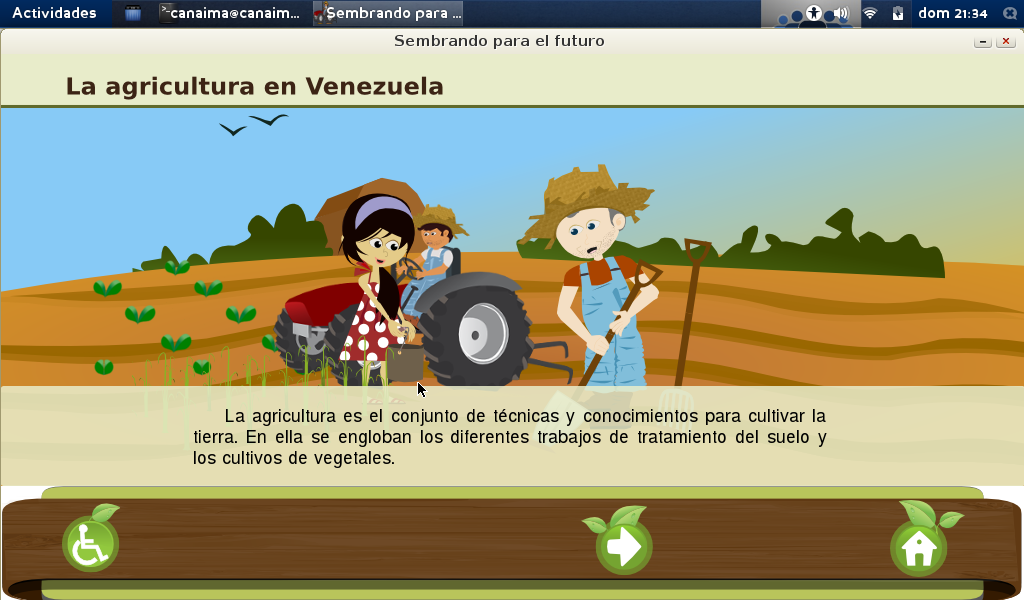 Actividades
canaima@canaim...
Sembrando para ...
dom 21:34
Sembrando para el futuro
La agricultura en Venezuela
La agricultura es el conjunto de técnicas y conocimientos para cultivar la
tierra. En ella se engloban los diferentes trabajos de tratamiento del suelo y
los cultivos de vegetales.